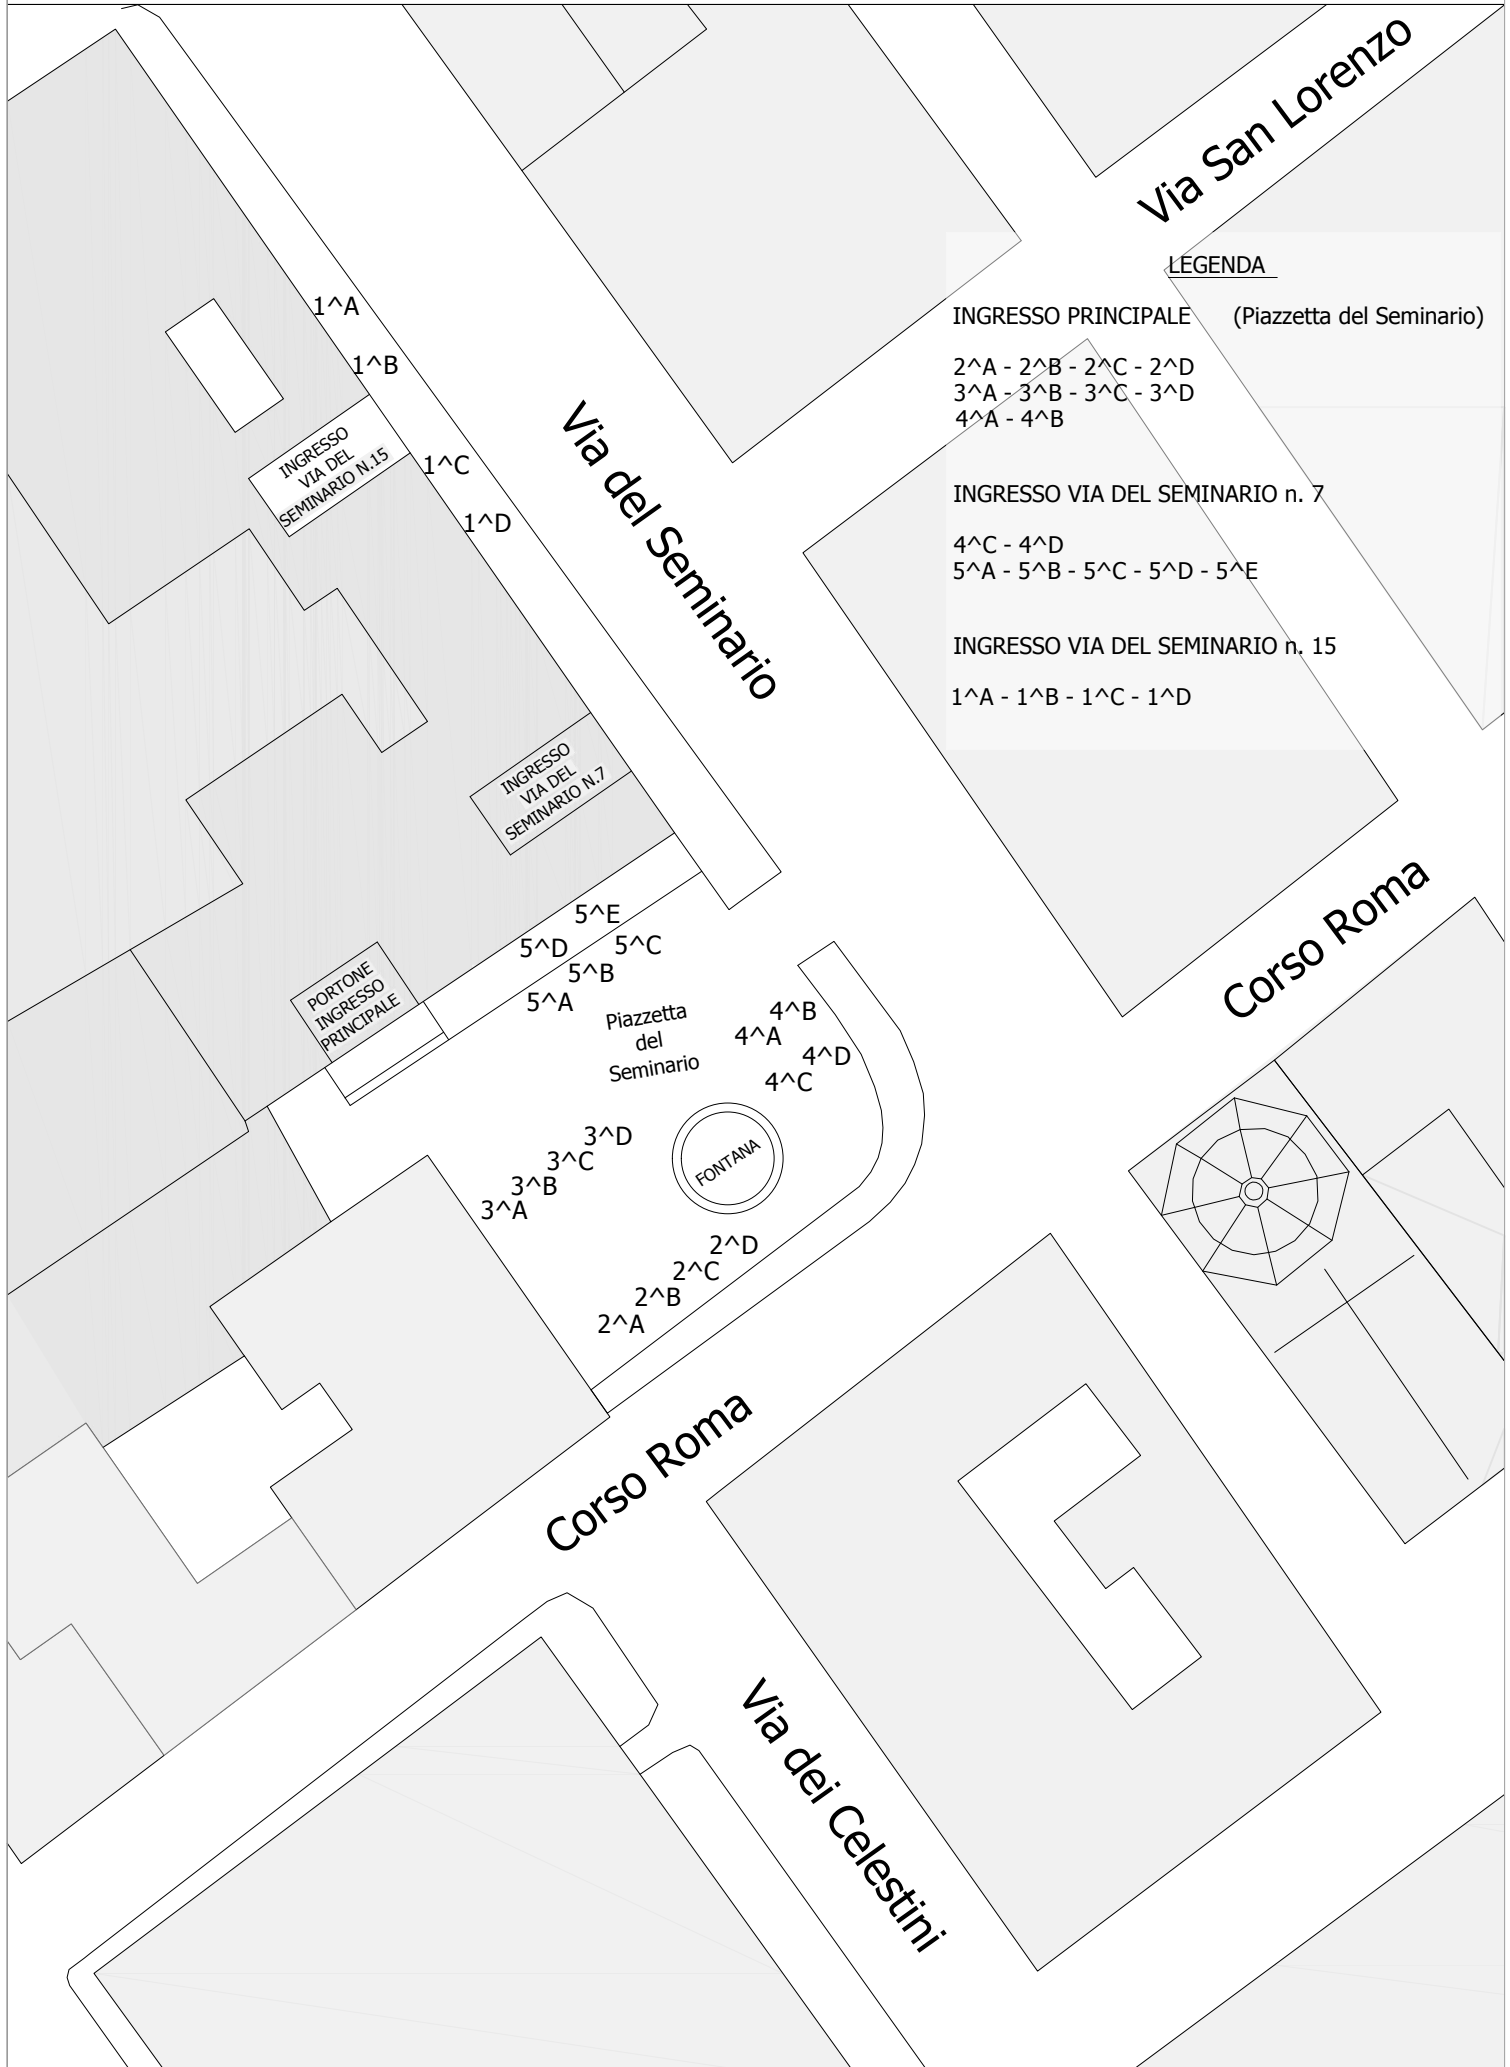 Via San Lorenzo
LEGENDA
INGRESSO PRINCIPALE (Piazzetta del Seminario)
2^A - 2^B - 2^C - 2^D
3^A - 3^B - 3^C - 3^D
4^A - 4^B
INGRESSO VIA DEL SEMINARIO n. 7
4^C - 4^D
5^A - 5^B - 5^C - 5^D - 5^E
INGRESSO VIA DEL SEMINARIO n. 15
1^A - 1^B - 1^C - 1^D
1^A
1^B
INGRESSO
VIA DEL
SEMINARIO N.15
1^C
1^D
Via del Seminario
INGRESSO
VIA DEL
SEMINARIO N.7
Corso Roma
5^E
5^D
5^C
5^B
5^A
PORTONE
INGRESSO
PRINCIPALE
Piazzetta
del
Seminario
4^B
4^A
4^D
4^C
3^D
3^C
3^B
3^A
FONTANA
2^D
2^C
2^B
2^A
Corso Roma
Via dei Celestini